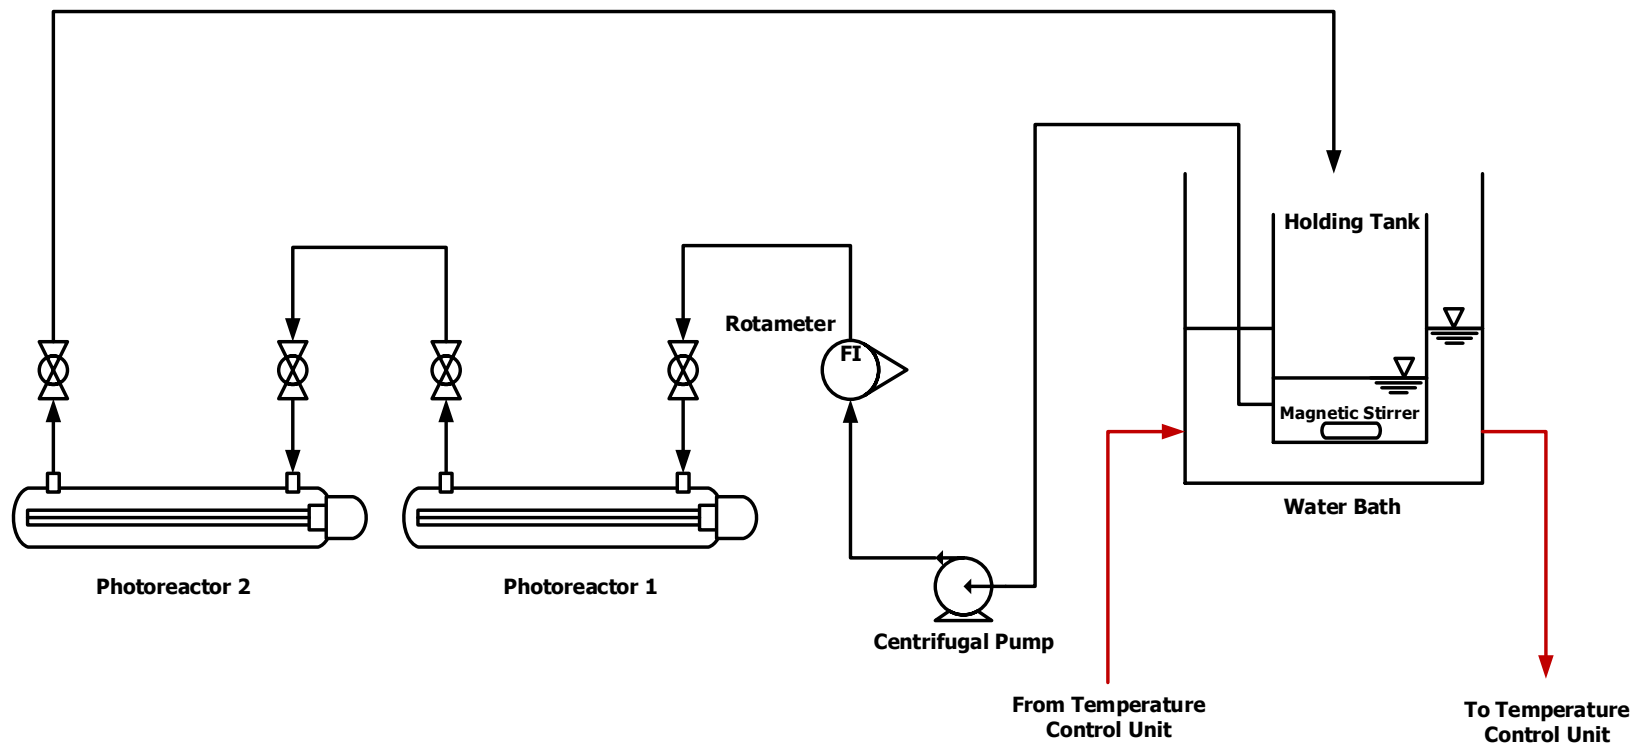 Holding Tank
Rotameter
FI
Magnetic Stirrer
Water Bath
Photoreactor 2
Photoreactor 1
Centrifugal Pump
From Temperature
Control Unit
To Temperature
Control Unit